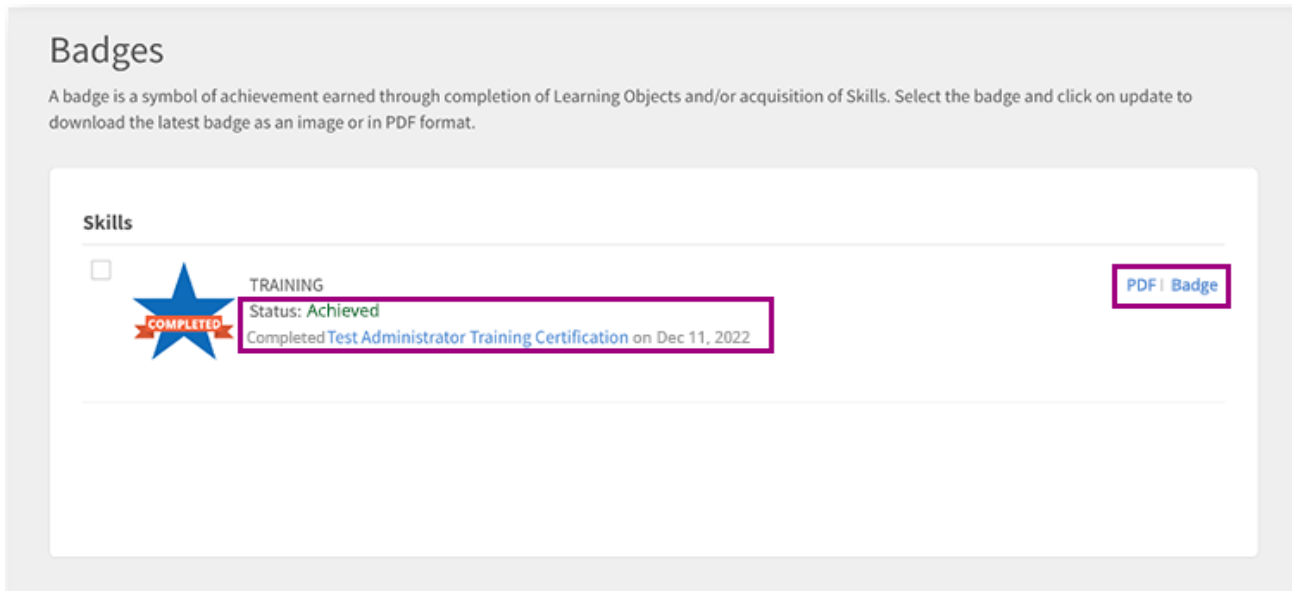 Badges
A badge is a symbol of achievement earned through completion of Learning Objects and/or acquisition of Skills. Select the badge and click on update to
download the latest badge as an image or in PDF format.
Skills
TRAINING
PDF | Badge
Status: Achieved
COMPLETED
Completed Test Administrator Training Certification on Dec 11, 2022